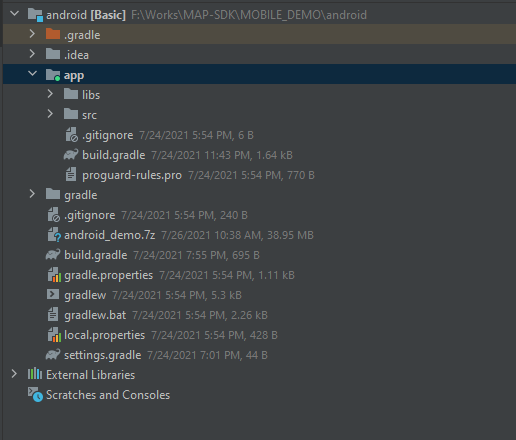 android [Basic] F:\Works\MAP-SDK\MOBILE_DEMO\android
.gradle
.idea
app
libs
src
.gitignore 7/24/2021 5:54 PM, 6 B
build.gradle 7/24/2021 11:43 PM, 1.64 kB
proguard-rules.pro 7/24/2021 5:54 PM, 770 B
gradle
.gitignore 7/24/2021 5:54 PM, 240 B
android_demo.7z 7/26/2021 10:38 AM, 38.95 MB
build.gradle 7/24/2021 7:55 PM, 695 B
gradle.properties 7/24/2021 5:54 PM, 1.11 kB
gradlew 7/24/2021 5:54 PM, 5.3 kB
gradlew.bat 7/24/2021 5:54 PM, 2.26 kB
local.properties 7/24/2021 5:54 PM, 428 B
settings.gradle 7/24/2021 7:01 PM, 44 B
External Libraries
Scratches and Consoles